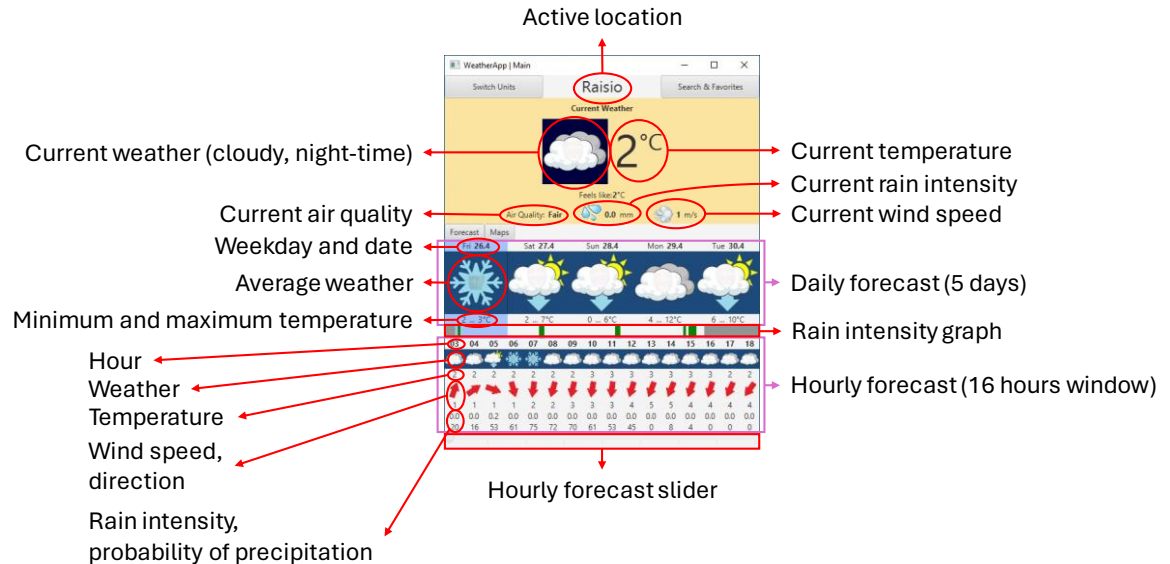 Active location
WeatherApp | Main
Switch Units
Raisio
Search & Favorites
Current Weather
Current weather (cloudy, night-time)
2°C
Current temperature
Feels like:2°C
Current rain intensity
Current air quality
Air Quality: Fair
0.0 mm
1 m/s
Current wind speed
Forecast Maps
Weekday and date
Fri 26.4 Sat 27.4 Sun 28.4 Mon 29.4 Tue 30.4
Average weather
Daily forecast (5 days)
Minimum and maximum temperature
2 ... 3°C 2 ... 7°C 0 ... 6°C 4 ... 12°C 6 ... 10°C
Rain intensity graph
Hour
03 04 05 06 07 08 09 10 11 12 13 14 15 16 17 18
Weather
Hourly forecast (16 hours window)
Temperature
2 2 2 2 2 2 2 3 3 3 3 3 3 3 2 2
Wind speed,
direction
1 1 1 1 2 2 3 3 3 4 5 5 4 4 4 4
0.0 0.0 0.2 0.0 0.0 0.0 0.0 0.0 0.0 0.0 0.0 0.0 0.0 0.0 0.0 0.0
20 16 53 61 75 72 70 61 53 45 0 8 4 0 0 0
Hourly forecast slider
Rain intensity,
probability of precipitation